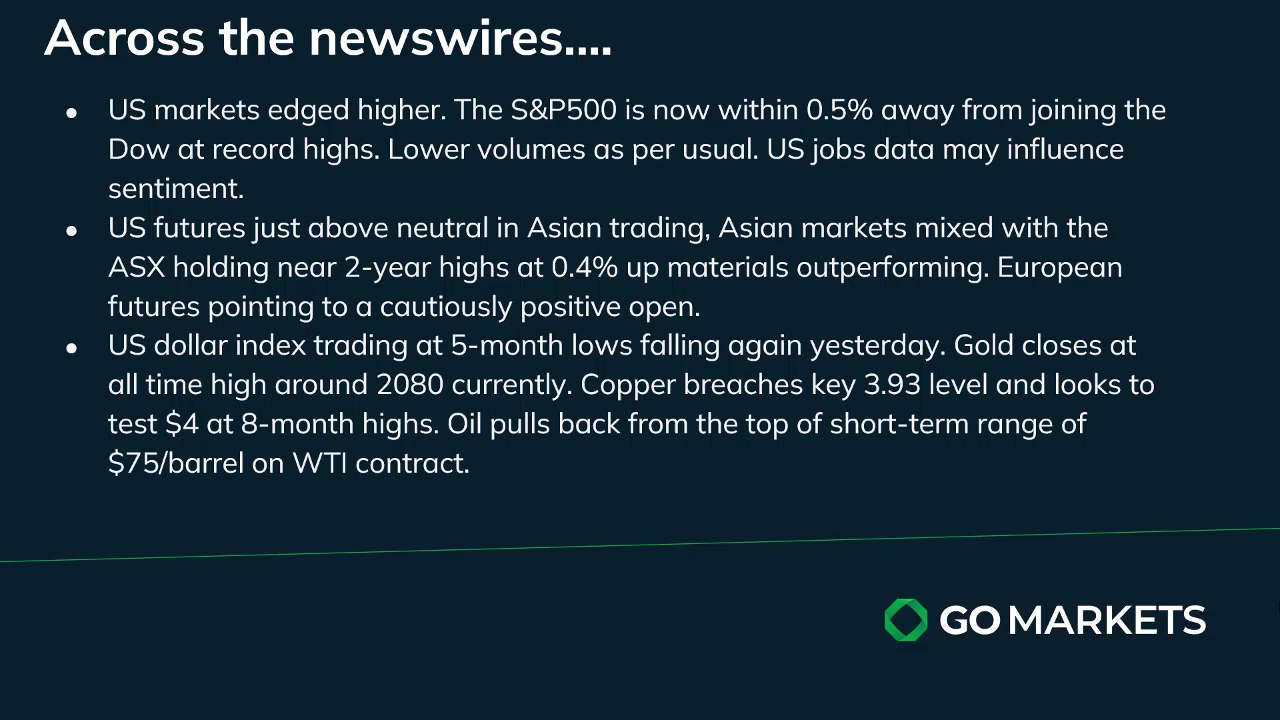 Across the newswires....
● US markets edged higher. The S&P500 is now within 0.5% away from joining the
Dow at record highs. Lower volumes as per usual. US jobs data may influence
sentiment.
● US futures just above neutral in Asian trading, Asian markets mixed with the
ASX holding near 2-year highs at 0.4% up materials outperforming. European
futures pointing to a cautiously positive open.
● US dollar index trading at 5-month lows falling again yesterday. Gold closes at
all time high around 2080 currently. Copper breaches key 3.93 level and looks to
test $4 at 8-month highs. Oil pulls back from the top of short-term range of
$75/barrel on WTI contract.
GO MARKETS